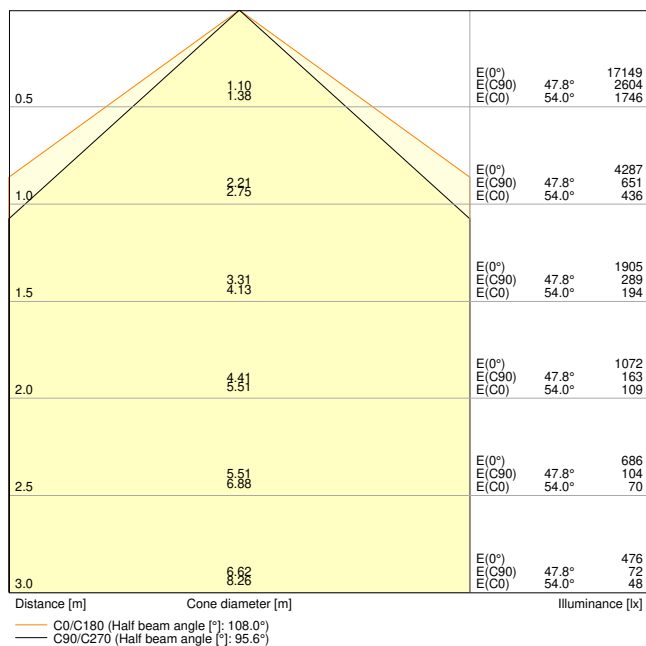 E(0°) 17149
1.10 E(C90) 47.8° 2604
0.5 1.38 E(C0) 54.0° 1746
E(0°) 4287
2.21 E(C90) 47.8° 651
1.0 2.75 E(C0) 54.0° 436
E(0°) 1905
3.31 E(C90) 47.8° 289
1.5 4.13 E(C0) 54.0° 194
E(0°) 1072
4.41 E(C90) 47.8° 163
2.0 5.51 E(C0) 54.0° 109
E(0°) 686
5.51 E(C90) 47.8° 104
2.5 6.88 E(C0) 54.0° 70
E(0°) 476
6.62 E(C90) 47.8° 72
3.0 8.26 E(C0) 54.0° 48
Distance [m] Cone diameter [m] Illuminance [lx]
C0/C180 (Half beam angle [°]: 108.0°)
C90/C270 (Half beam angle [°]: 95.6°)